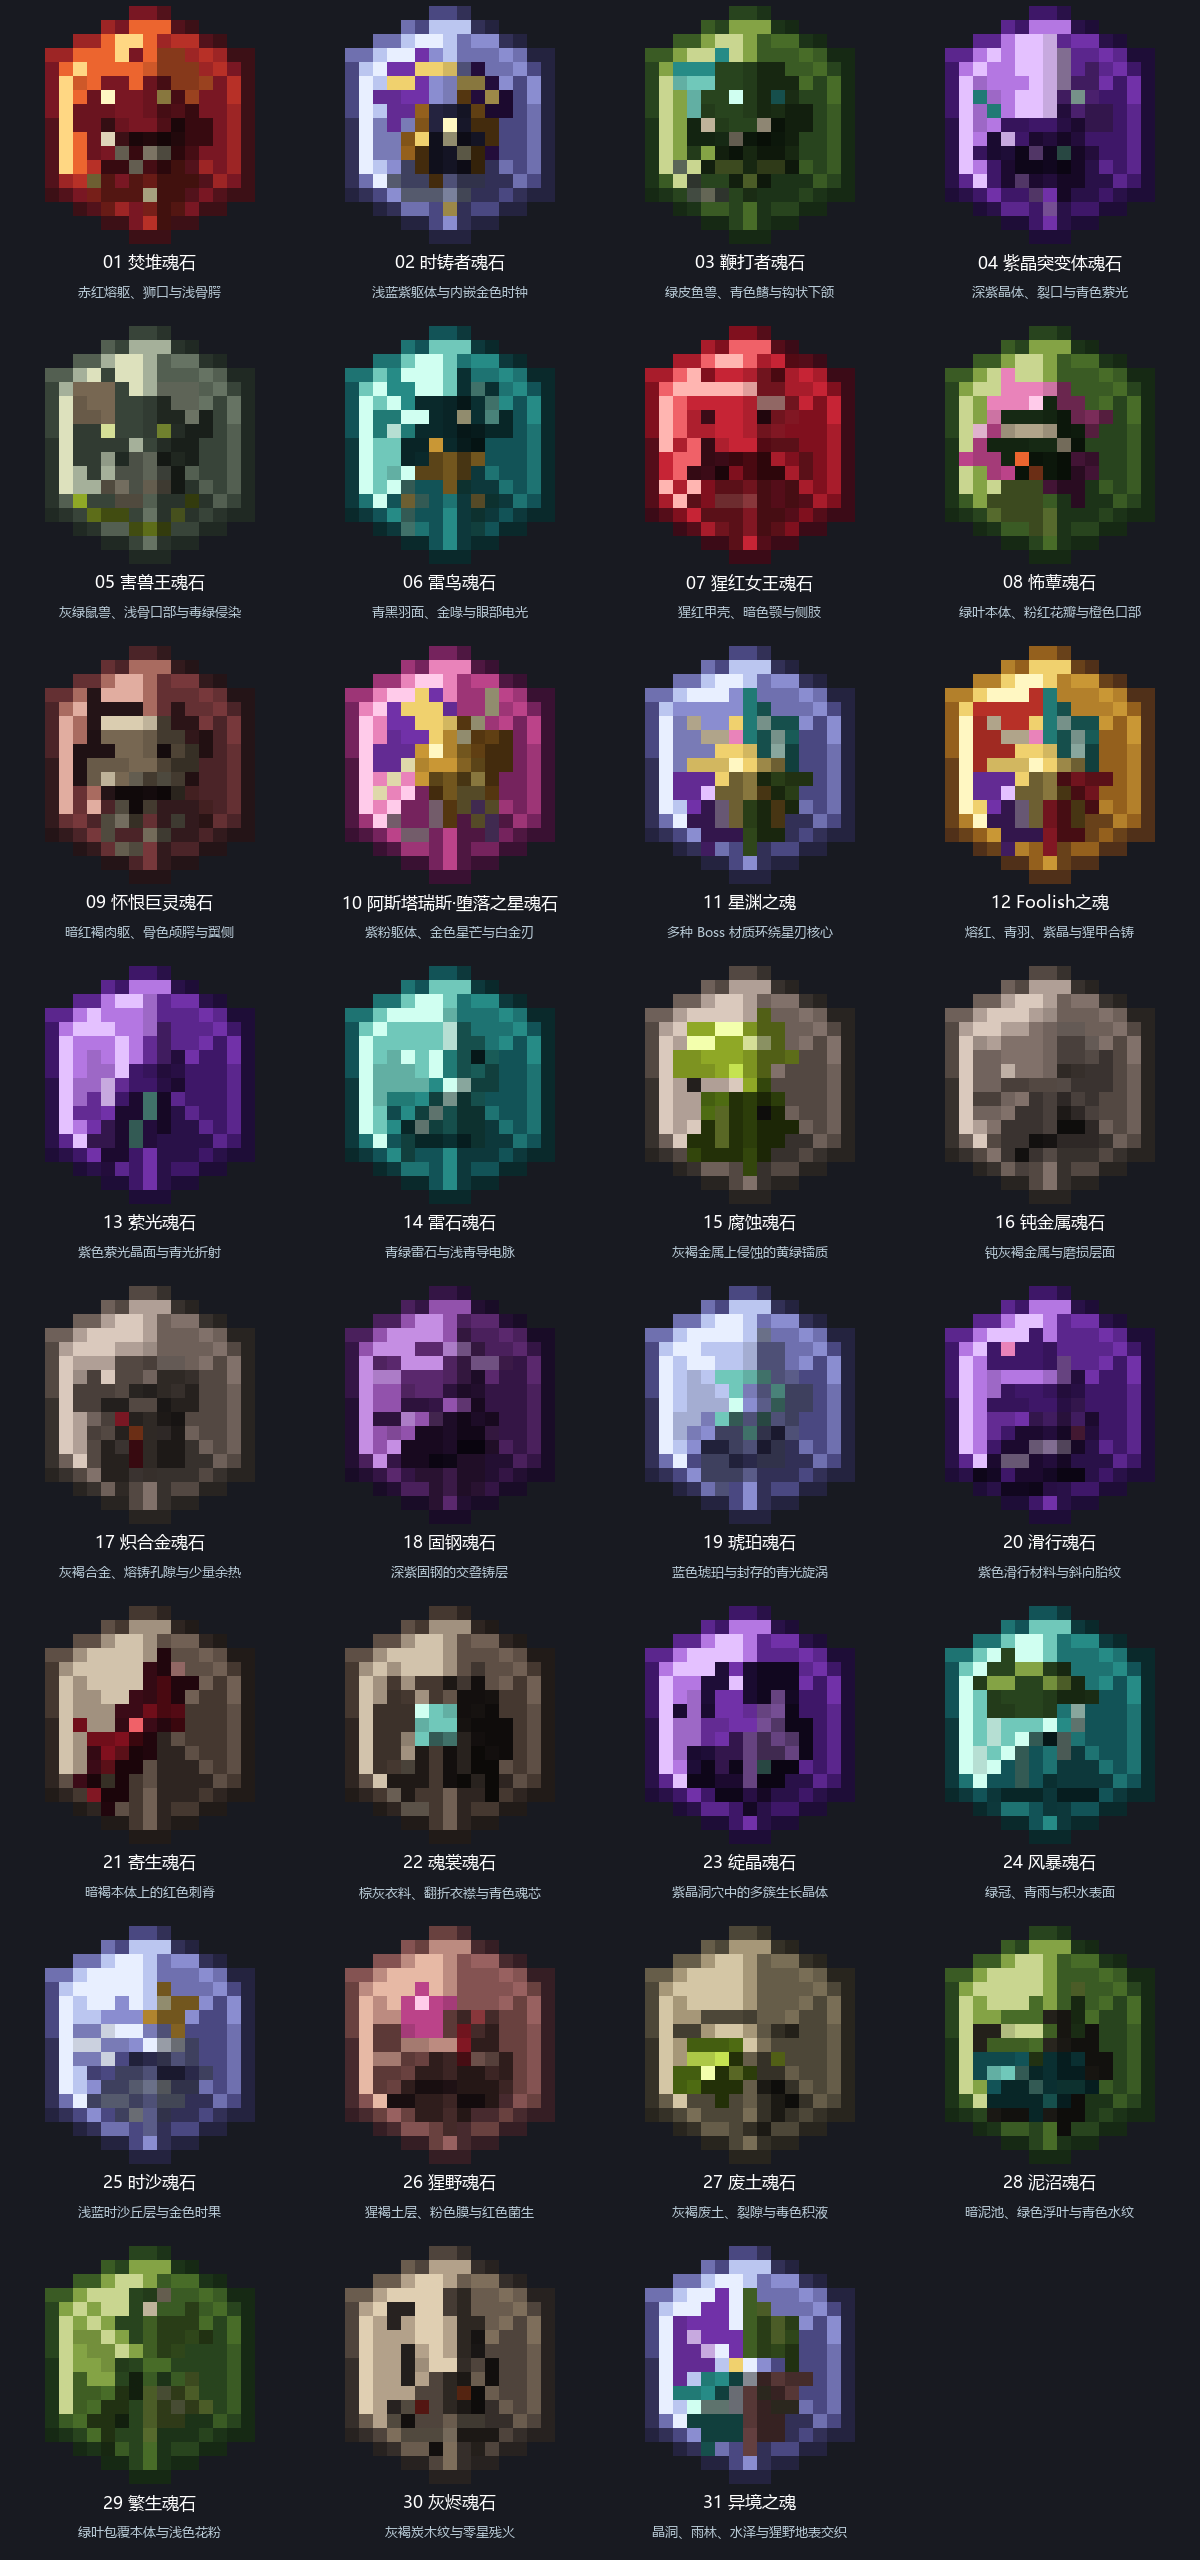 01 焚堆魂石
赤红熔躯、狮口与浅骨腭
02 时铸者魂石
浅蓝紫躯体与内嵌金色时钟
03 鞭打者魂石
绿皮鱼兽、青色鳍与钩状下颌
04 紫晶突变体魂石
深紫晶体、裂口与青色萤光
05 害兽王魂石
灰绿鼠兽、浅骨口部与毒绿侵染
06 雷鸟魂石
青黑羽面、金喙与眼部电光
07 猩红女王魂石
猩红甲壳、暗色颚与侧肢
08 怖蕈魂石
绿叶本体、粉红花瓣与橙色口部
09 怀恨巨灵魂石
暗红褐肉躯、骨色颅腭与翼侧
10 阿斯塔瑞斯·堕落之星魂石
紫粉躯体、金色星芒与白金刃
11 星渊之魂
多种 Boss 材质环绕星刃核心
12 Foolish之魂
熔红、青羽、紫晶与猩甲合铸
13 萦光魂石
紫色萦光晶面与青光折射
14 雷石魂石
青绿雷石与浅青导电脉
15 腐蚀魂石
灰褐金属上侵蚀的黄绿镭质
16 钝金属魂石
钝灰褐金属与磨损层面
17 炽合金魂石
灰褐合金、熔铸孔隙与少量余热
18 固钢魂石
深紫固钢的交叠铸层
19 琥珀魂石
蓝色琥珀与封存的青光旋涡
20 滑行魂石
紫色滑行材料与斜向胎纹
21 寄生魂石
暗褐本体上的红色刺脊
22 魂裳魂石
棕灰衣料、翻折衣襟与青色魂芯
23 绽晶魂石
紫晶洞穴中的多簇生长晶体
24 风暴魂石
绿冠、青雨与积水表面
25 时沙魂石
浅蓝时沙丘层与金色时果
26 猩野魂石
猩褐土层、粉色膜与红色菌生
27 废土魂石
灰褐废土、裂隙与毒色积液
28 泥沼魂石
暗泥池、绿色浮叶与青色水纹
29 繁生魂石
绿叶包覆本体与浅色花粉
30 灰烬魂石
灰褐炭木纹与零星残火
31 异境之魂
晶洞、雨林、水泽与猩野地表交织